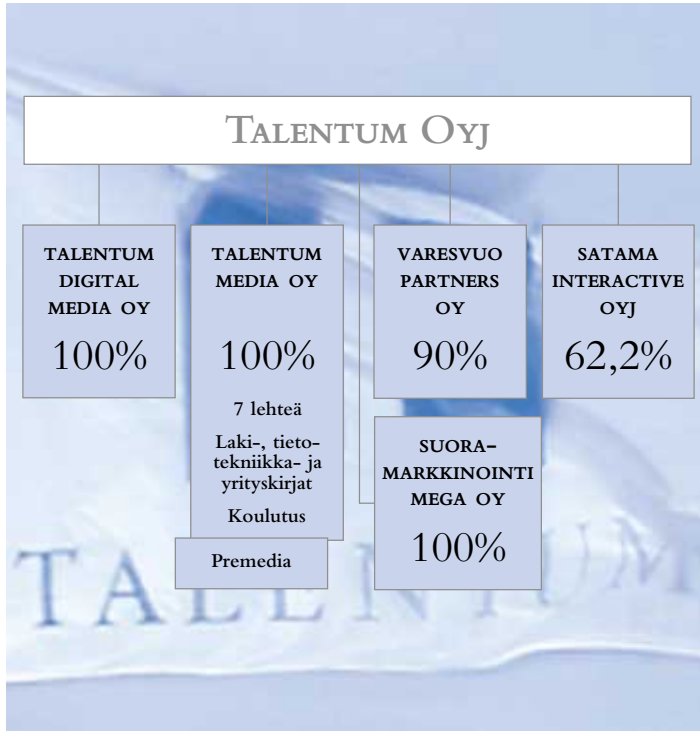 TALENTUM OYJ
TALENTUM
DIGITAL
MEDIA OY
100%
TALENTUM
MEDIA OY
100%
7 lehteä
Laki-, tieto-
tekniikka- ja
yrityskirjat
Koulutus
Premedia
VARESVUO
PARTNERS
OY
90%
SUORA-
MARKKINOINTI
MEGA OY
100%
SATAMA
INTERACTIVE
OYJ
62,2%
TALENTUM